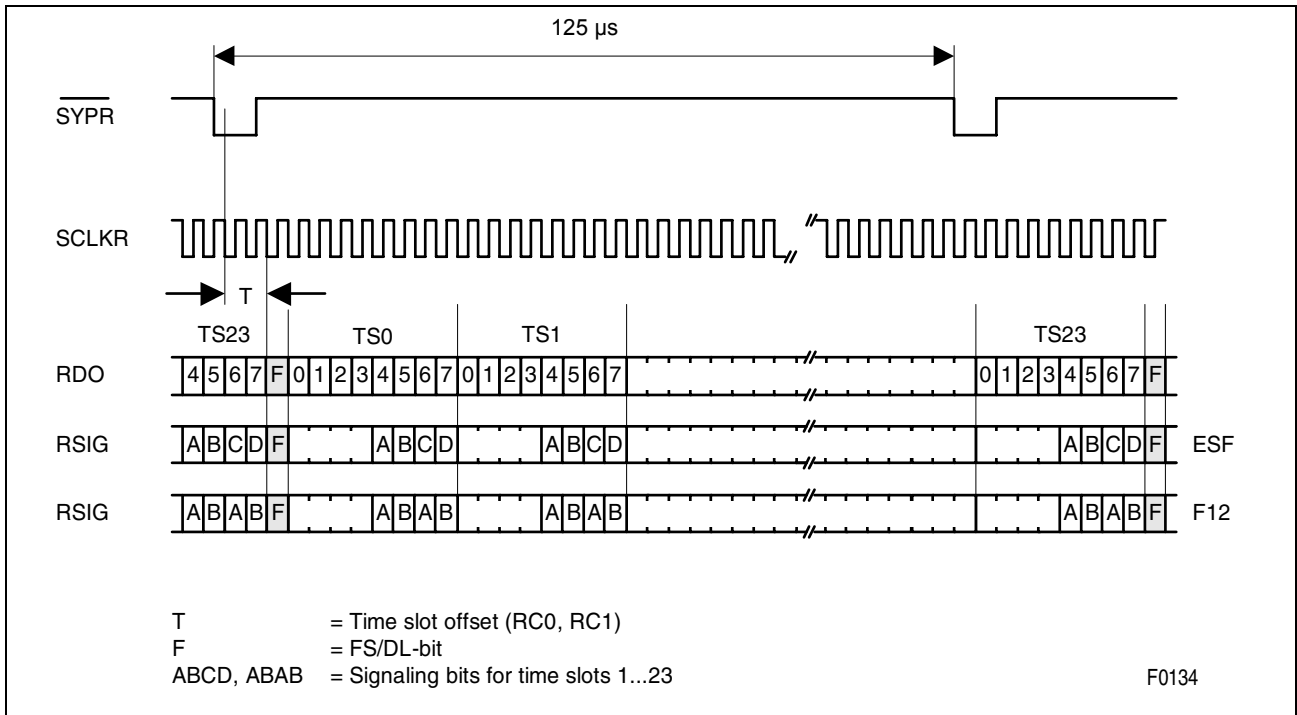 125 µs
SYPR
SCLKR
T
TS23 TS0 TS1 TS23
RDO 4 5 6 7 F 0 1 2 3 4 5 6 7 0 1 2 3 4 5 6 7 0 1 2 3 4 5 6 7 F
RSIG A B C D F A B C D A B C D A B C D F ESF
RSIG A B A B F A B A B A B A B A B A B F F12
T = Time slot offset (RC0, RC1)
F = FS/DL-bit
ABCD, ABAB = Signaling bits for time slots 1...23
F0134